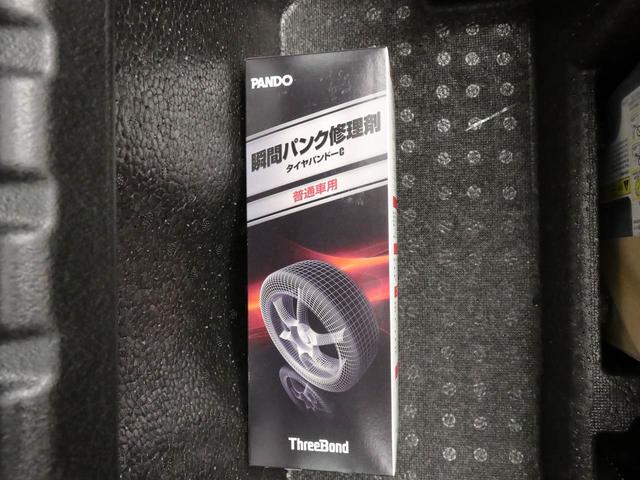 PANDO
瞬間パンク修理剤
タイヤパンドーC
普通車用
ThreeBond